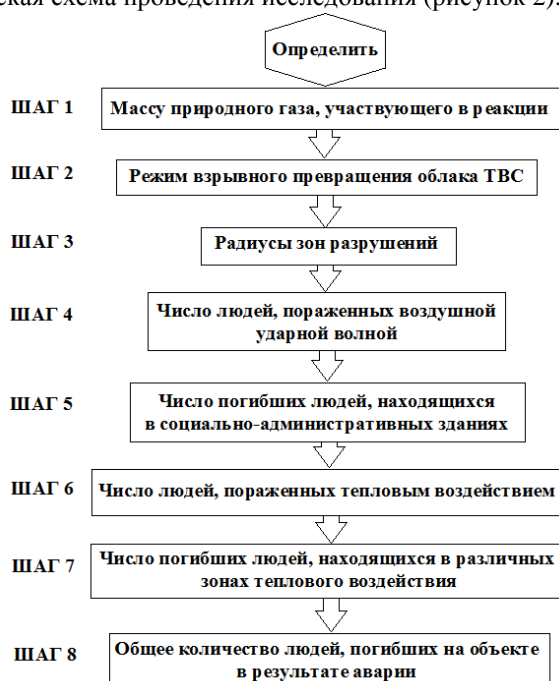 ская схема проведения исследования (рисунок 2).
Определить
ШАГ 1
Массу природного газа, участвующего в реакции
ШАГ 2
Режим взрывного превращения облака ТВС
ШАГ 3
Радиусы зон разрушений
ШАГ 4
Число людей, пораженных воздушной
ударной волной
ШАГ 5
Число погибших людей, находящихся
в социально-административных зданиях
ШАГ 6
Число людей, пораженных тепловым воздействием
ШАГ 7
Число погибших людей, находящихся в различных
зонах теплового воздействия
ШАГ 8
Общее количество людей, погибших на объекте
в результате аварии